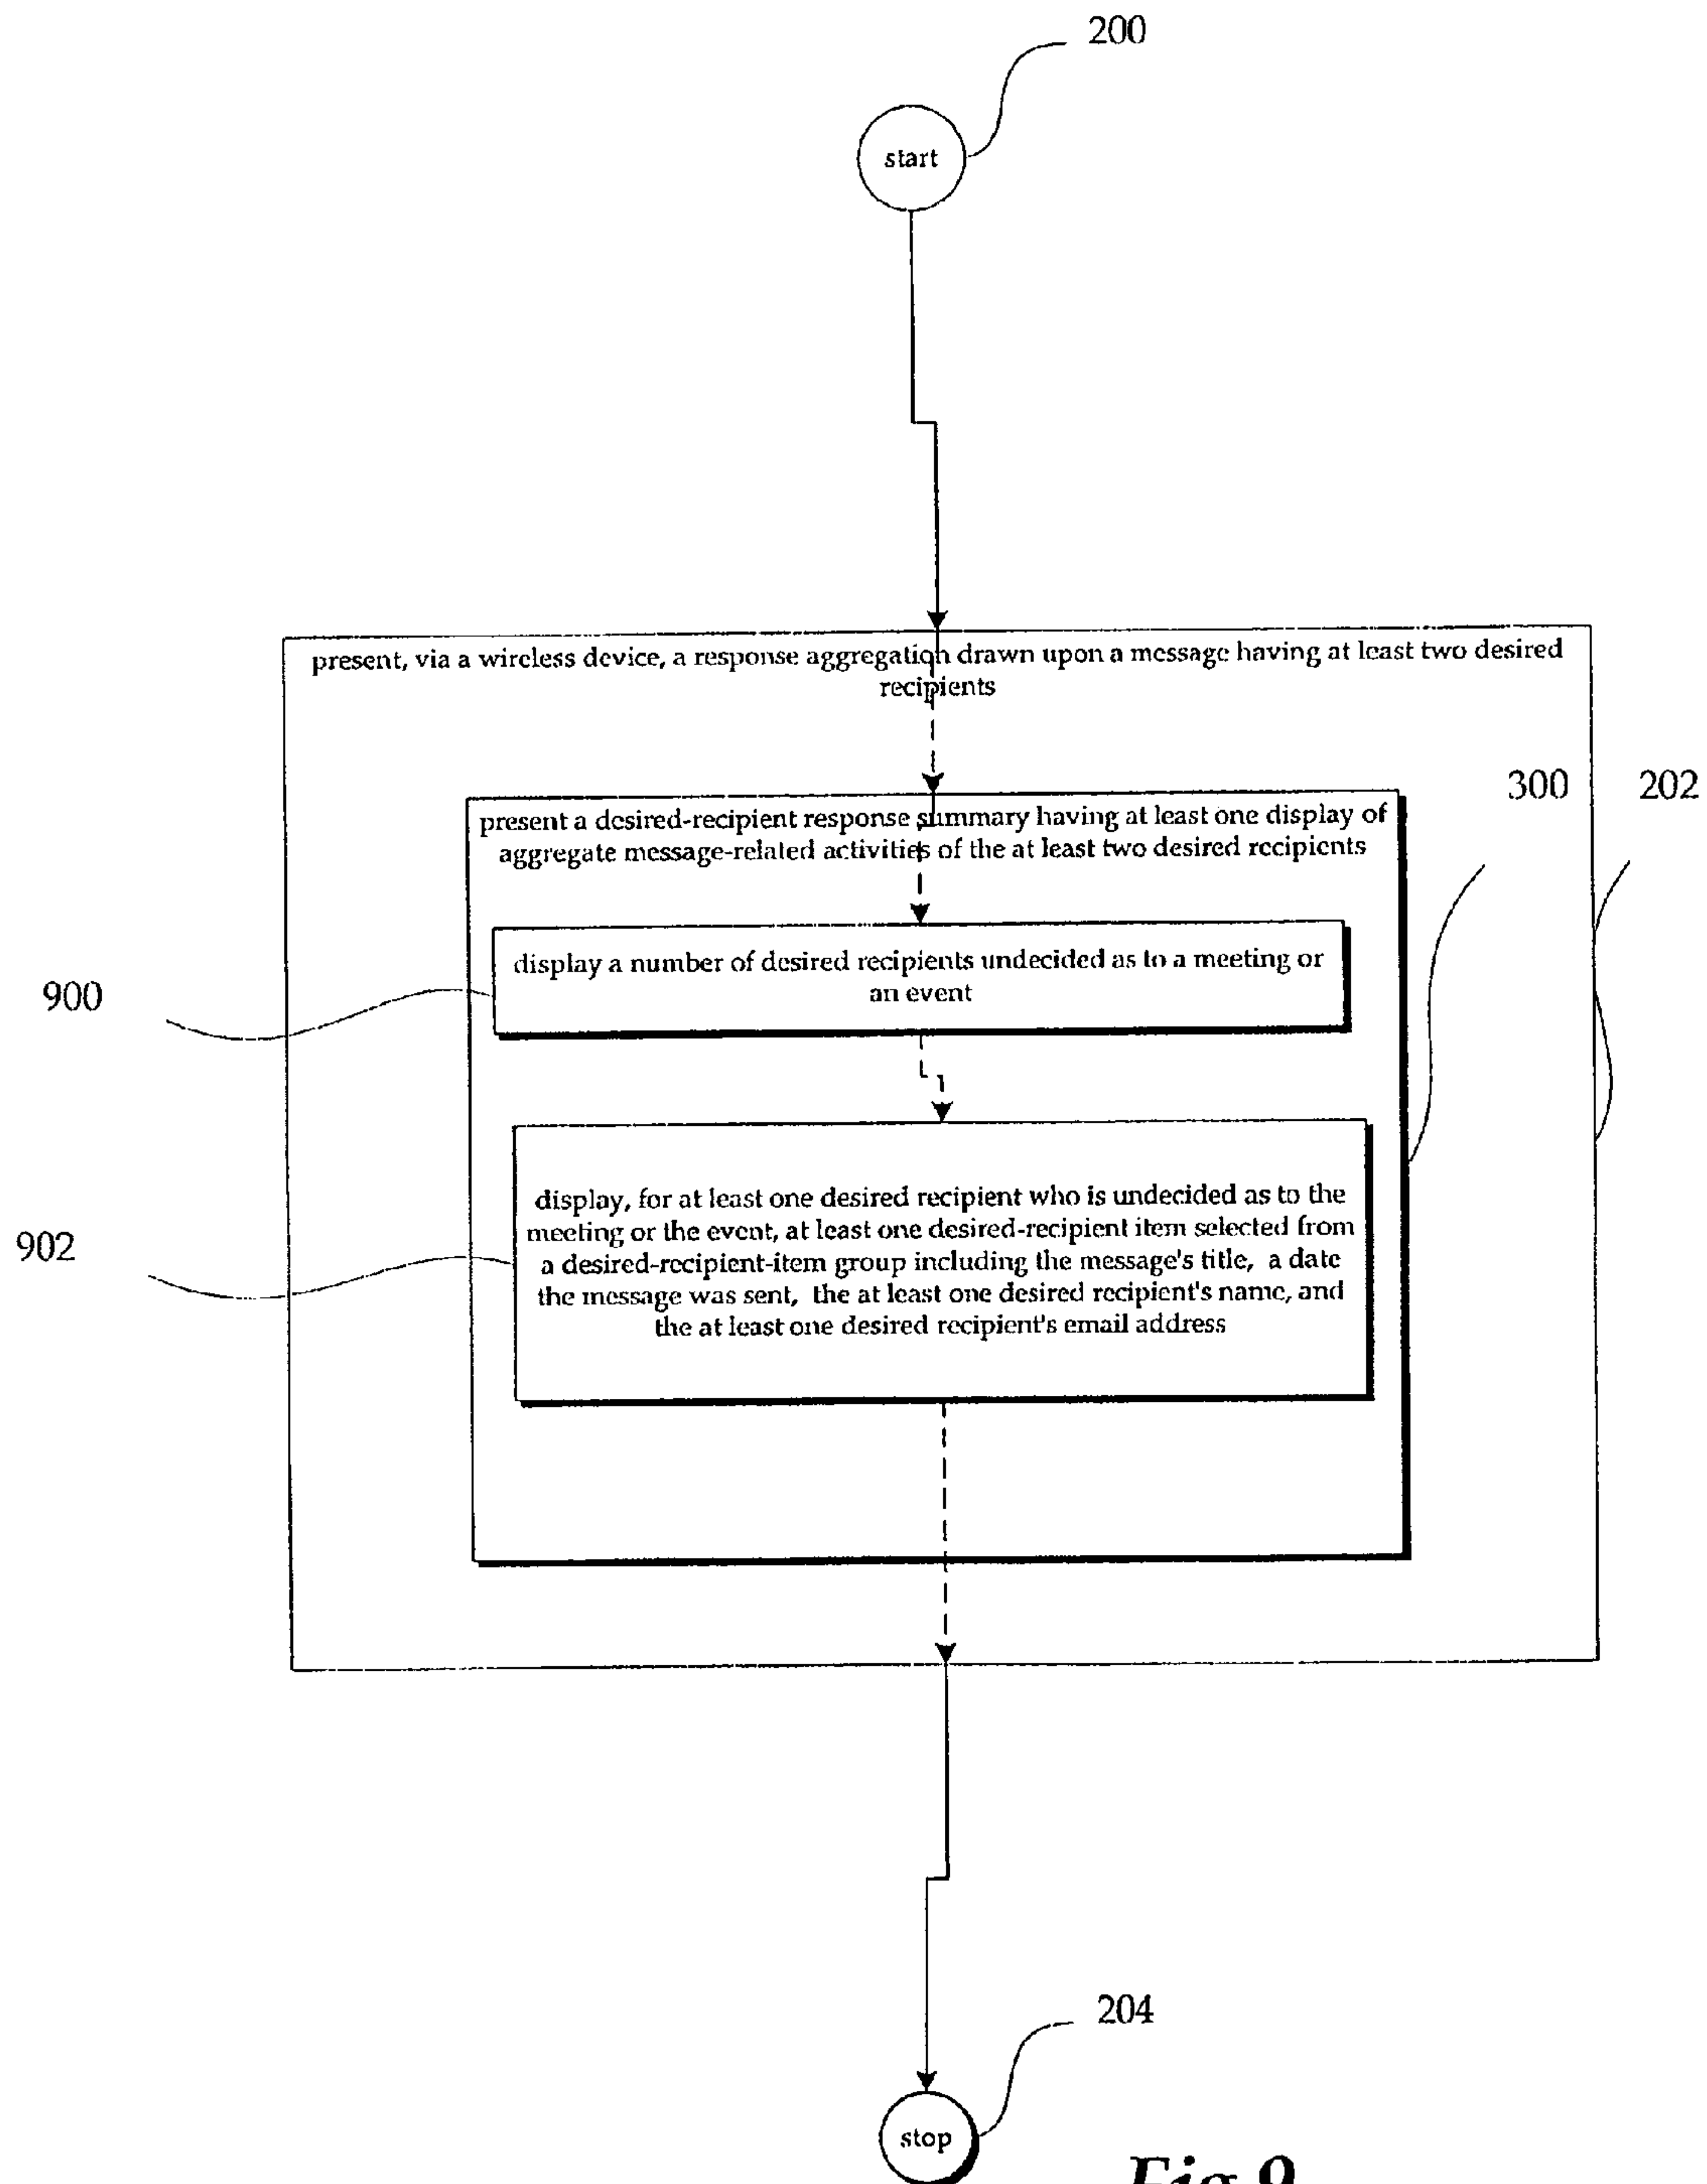 200
start
present, via a wireless device, a response aggregation drawn upon a message having at least two desired
recipients
300
202
present a desired-recipient response summary having at least one display of
aggregate message-related activities of the at least two desired recipients
display a number of desired recipients undecided as to a meeting or
an event
900
display, for at least one desired recipient who is undecided as to the
meeting or the event, at least one desired-recipient item selected from
a desired-recipient-item group including the message's title, a date
the message was sent, the at least one desired recipient's name, and
the at least one desired recipient's email address
902
204
stop
Fig 9